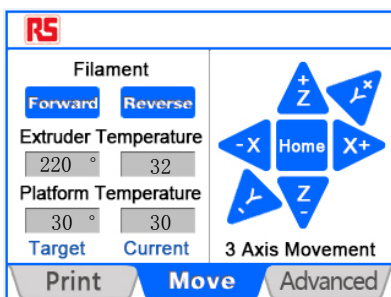 RS
Filament
Forward Reverse
Extruder Temperature
220 ° 32
Platform Temperature
30 ° 30
Target Current
+
Z
Y+
-X Home X+
Y-
Z
-
3 Axis Movement
Print Move Advanced